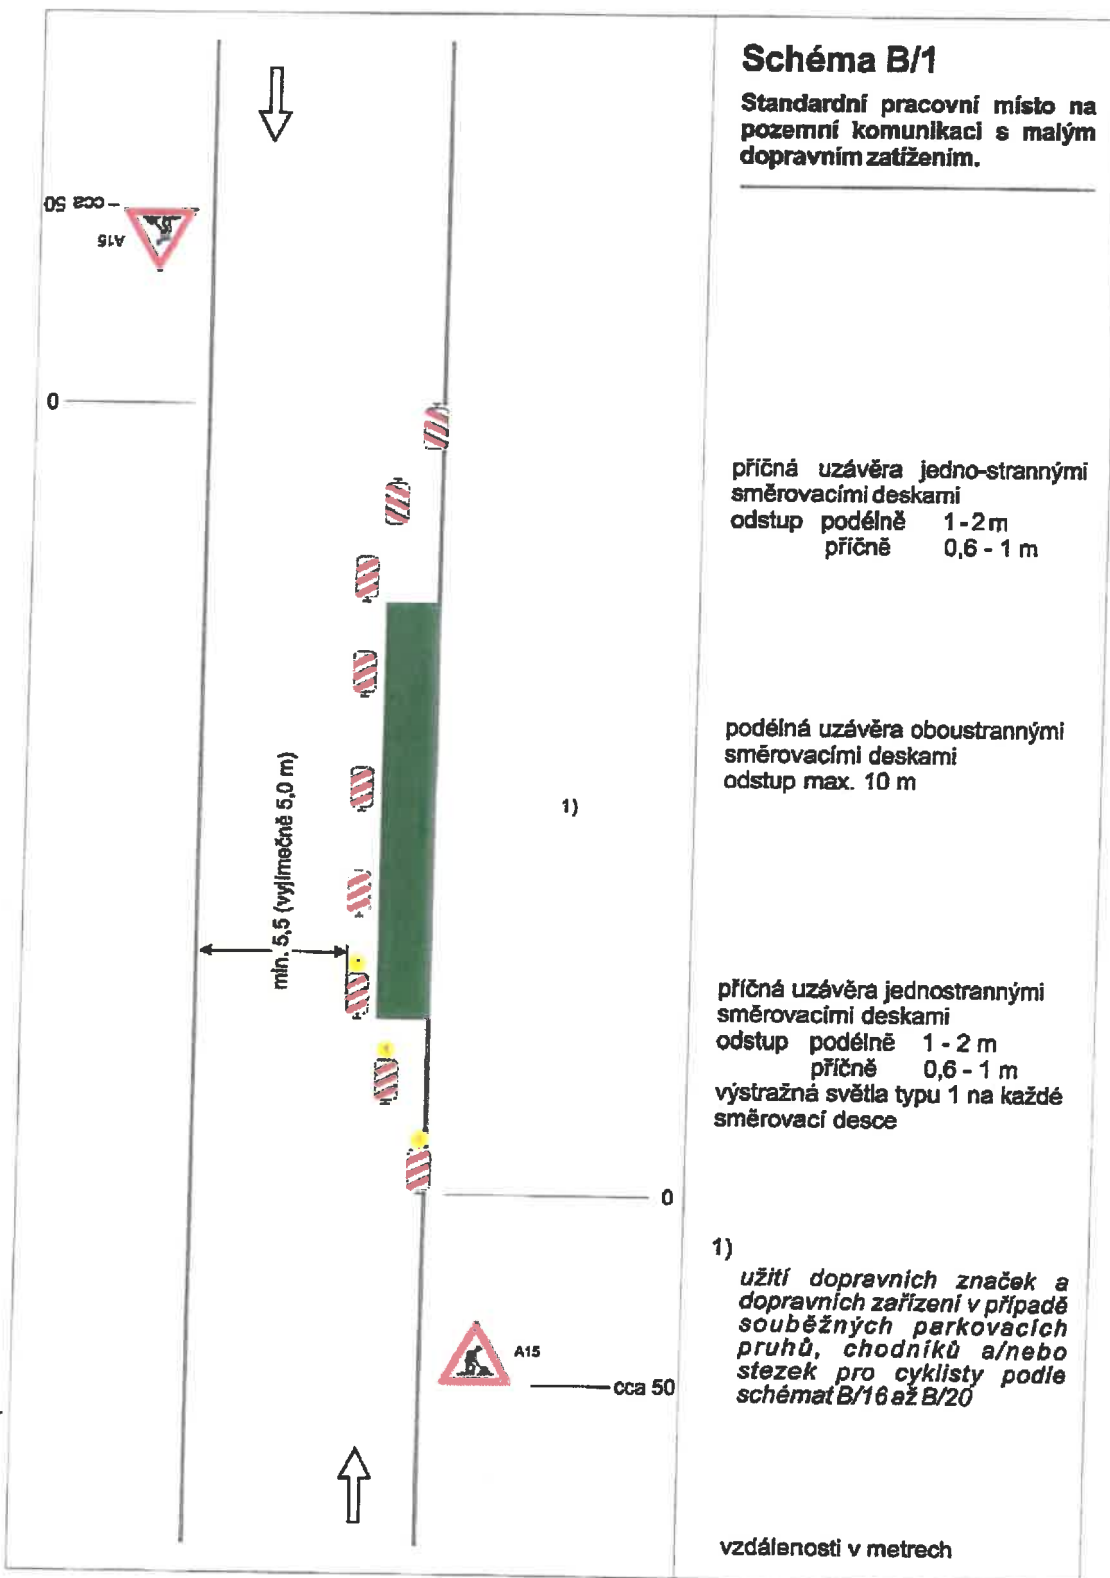 Schéma B/1
Standardní pracovní místo na
pozemní komunikaci s malým
dopravním zatížením.
cca 50
A15
0
příčná uzávěra jedno-strannými
směrovacími deskami
odstup podélně 1-2 m
příčně 0,6 - 1 m
podélná uzávěra oboustrannými
směrovacími deskami
odstup max. 10 m
min. 5,5 (vyjímečně 5,0 m)
1)
příčná uzávěra jednostrannými
směrovacími deskami
odstup podélně 1 - 2 m
příčně 0,6 - 1 m
výstražná světla typu 1 na každé
směrovací desce
0
1)
užití dopravních značek a
dopravních zařízení v případě
souběžných parkovacích
pruhů, chodníků a/nebo
stezek pro cyklisty podle
schémat B/16 až B/20
A15
cca 50
vzdálenosti v metrech